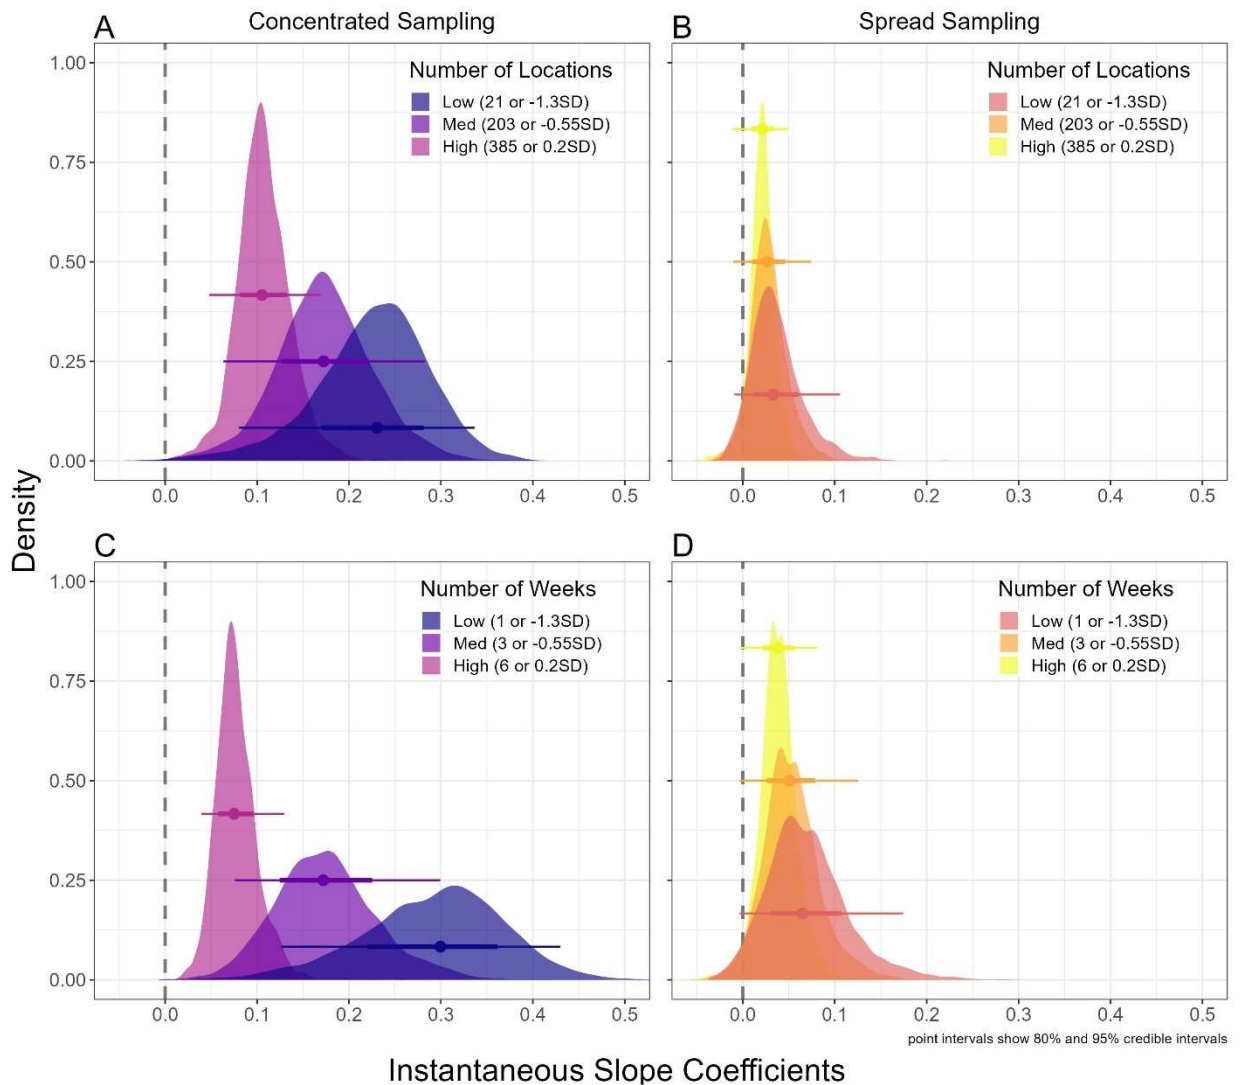 A
Concentrated Sampling
B
Spread Sampling
Number of Locations
Low (21 or -1.3SD)
Med (203 or -0.55SD)
High (385 or 0.2SD)
Number of Locations
Low (21 or -1.3SD)
Med (203 or -0.55SD)
High (385 or 0.2SD)
1.00
0.75
0.50
0.25
0.00
0.0 0.1 0.2 0.3 0.4 0.5
0.0 0.1 0.2 0.3 0.4 0.5
Density
C
D
Number of Weeks
Low (1 or -1.3SD)
Med (3 or -0.55SD)
High (6 or 0.2SD)
Number of Weeks
Low (1 or -1.3SD)
Med (3 or -0.55SD)
High (6 or 0.2SD)
1.00
0.75
0.50
0.25
0.00
0.0 0.1 0.2 0.3 0.4 0.5
0.0 0.1 0.2 0.3 0.4 0.5
point intervals show 80% and 95% credible intervals
Instantaneous Slope Coefficients